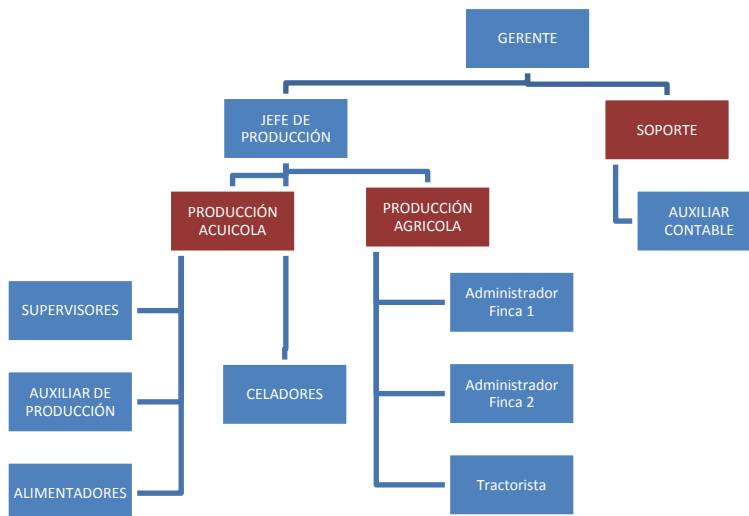 GERENTE
JEFE DE
PRODUCCIÓN
SOPORTE
PRODUCCIÓN
ACUICOLA
PRODUCCIÓN
AGRICOLA
AUXILIAR
CONTABLE
SUPERVISORES
Administrador
Finca 1
AUXILIAR DE
PRODUCCIÓN
CELADORES
Administrador
Finca 2
ALIMENTADORES
Tractorista